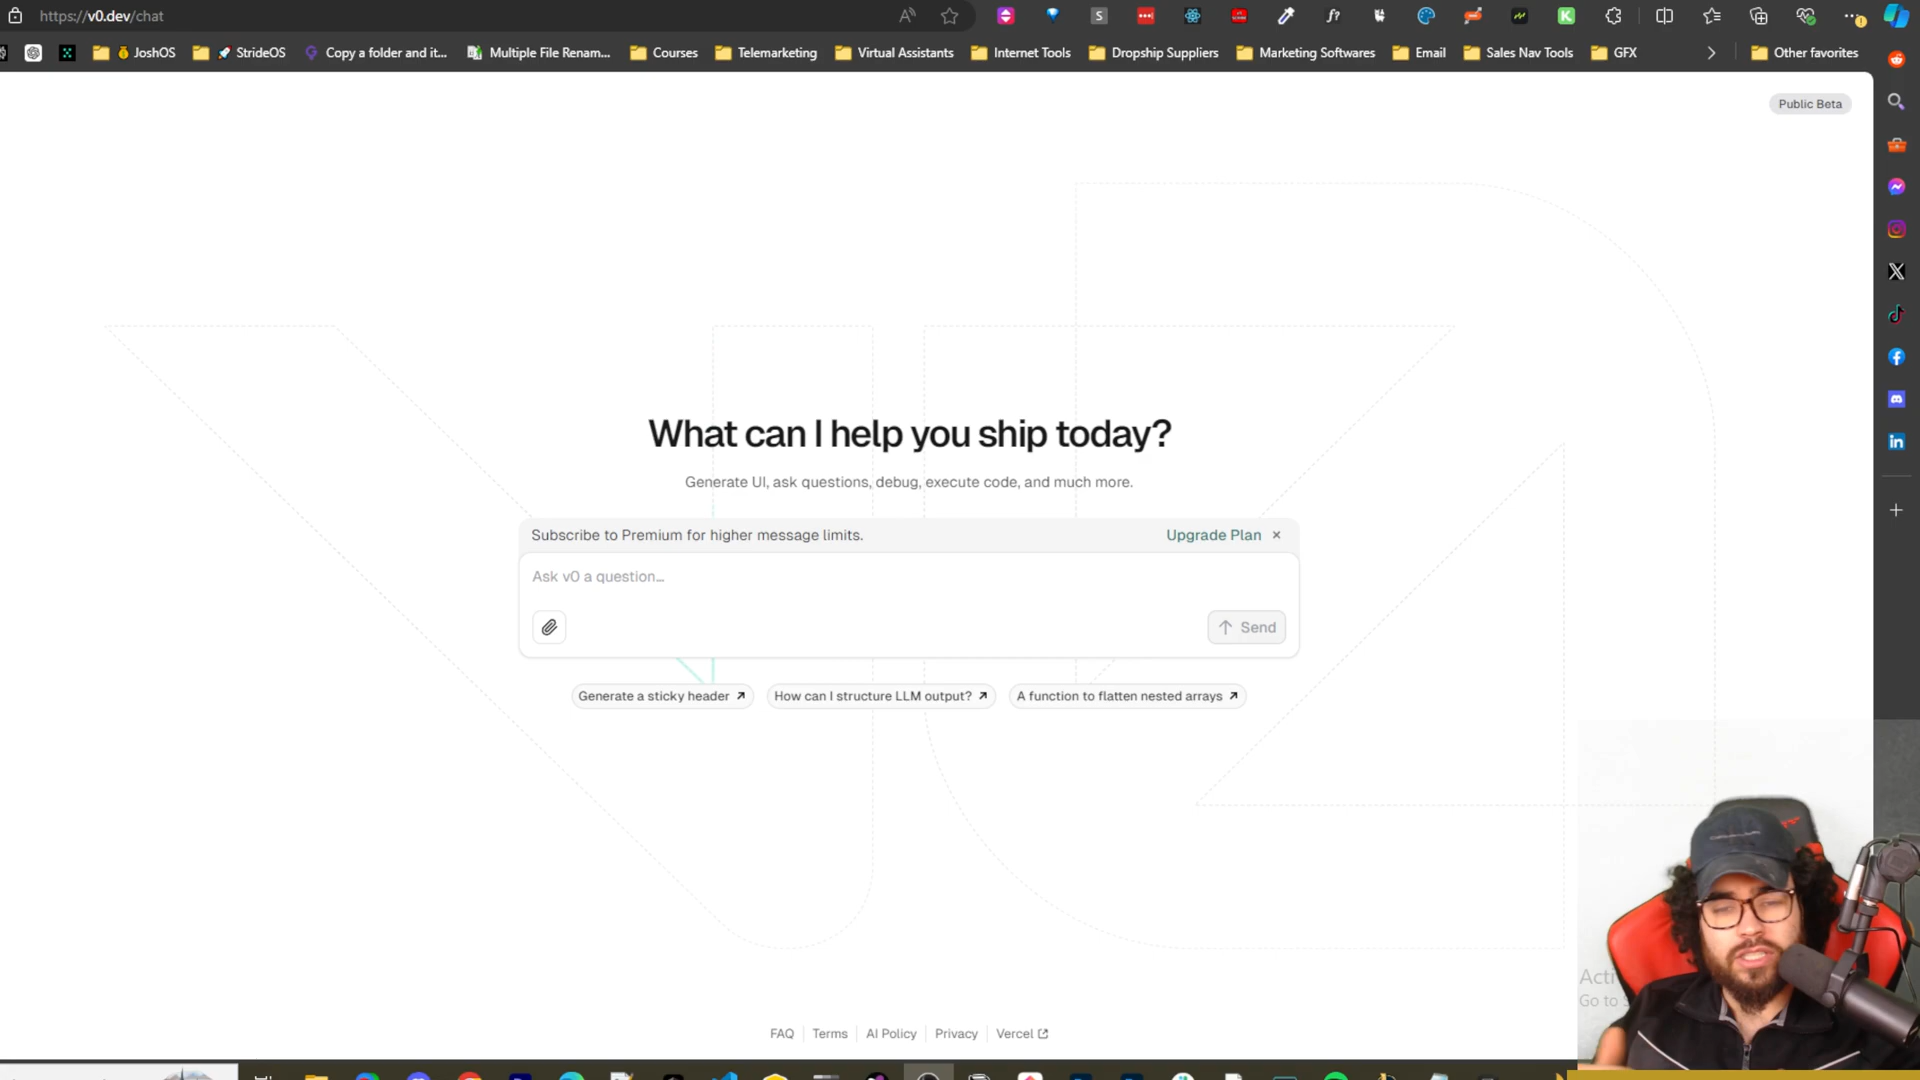 https://v0.dev/chat
JoshOS
StrideOS
Copy a folder and it...
Multiple File Renam...
Courses
Telemarketing
Virtual Assistants
Internet Tools
Dropship Suppliers
Marketing Softwares
Email
Sales Nav Tools
GFX
Other favorites
Public Beta
What can I help you ship today?
Generate UI, ask questions, debug, execute code, and much more.
Subscribe to Premium for higher message limits.
Upgrade Plan
Ask v0 a question...
Send
Generate a sticky header
How can I structure LLM output?
A function to flatten nested arrays
Acti
Go to S
FAQ
Terms
AI Policy
Privacy
Vercel